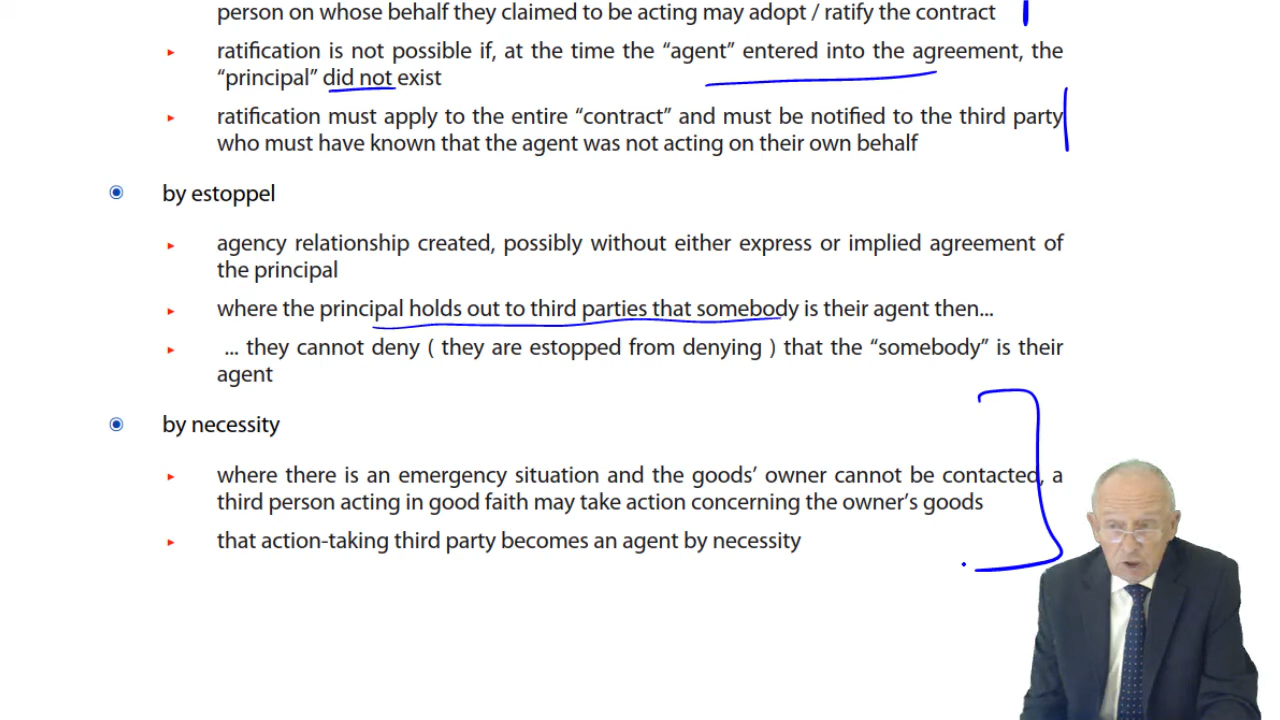 person on whose behalf they claimed to be acting may adopt / ratify the contract
ratification is not possible if, at the time the “agent” entered into the agreement, the
“principal” did not exist
ratification must apply to the entire “contract” and must be notified to the third party
who must have known that the agent was not acting on their own behalf
by estoppel
agency relationship created, possibly without either express or implied agreement of
the principal
where the principal holds out to third parties that somebody is their agent then...
... they cannot deny ( they are estopped from denying ) that the “somebody” is their
agent
by necessity
where there is an emergency situation and the goods’ owner cannot be contacted, a
third person acting in good faith may take action concerning the owner’s goods
that action-taking third party becomes an agent by necessity